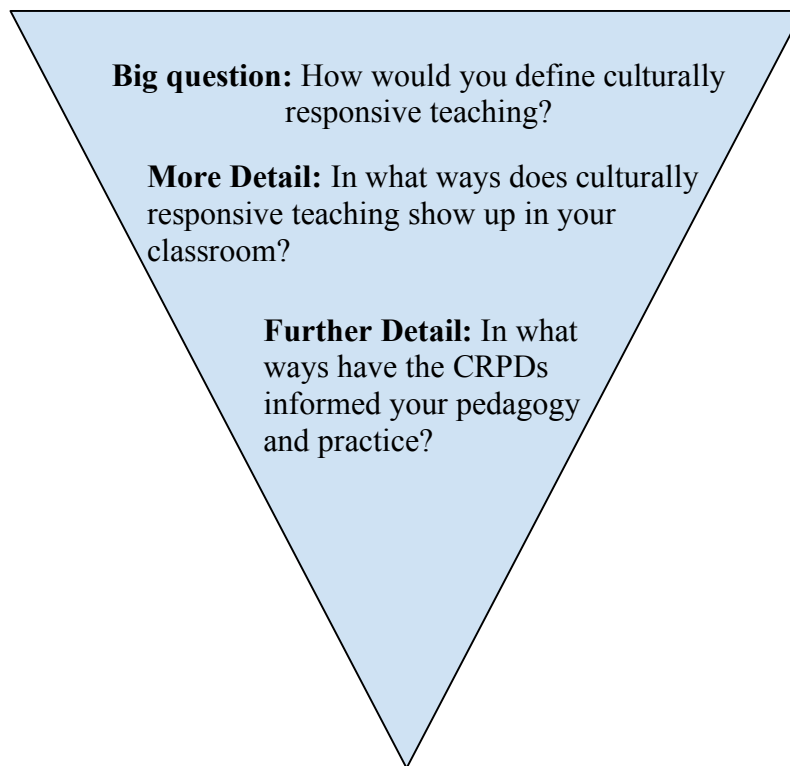 Big question: How would you define culturally
responsive teaching?
More Detail: In what ways does culturally
responsive teaching show up in your
classroom?
Further Detail: In what
ways have the CRPDs
informed your pedagogy
and practice?